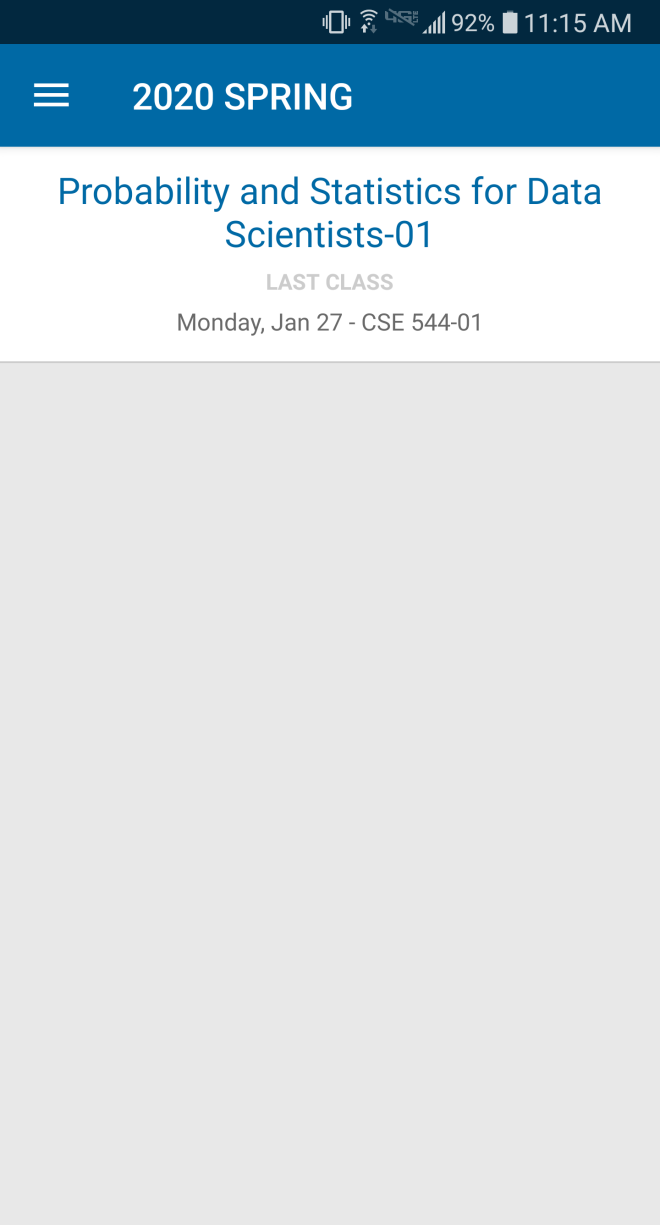 92% 11:15 AM
2020 SPRING
Probability and Statistics for Data
Scientists-01
LAST CLASS
Monday, Jan 27 - CSE 544-01